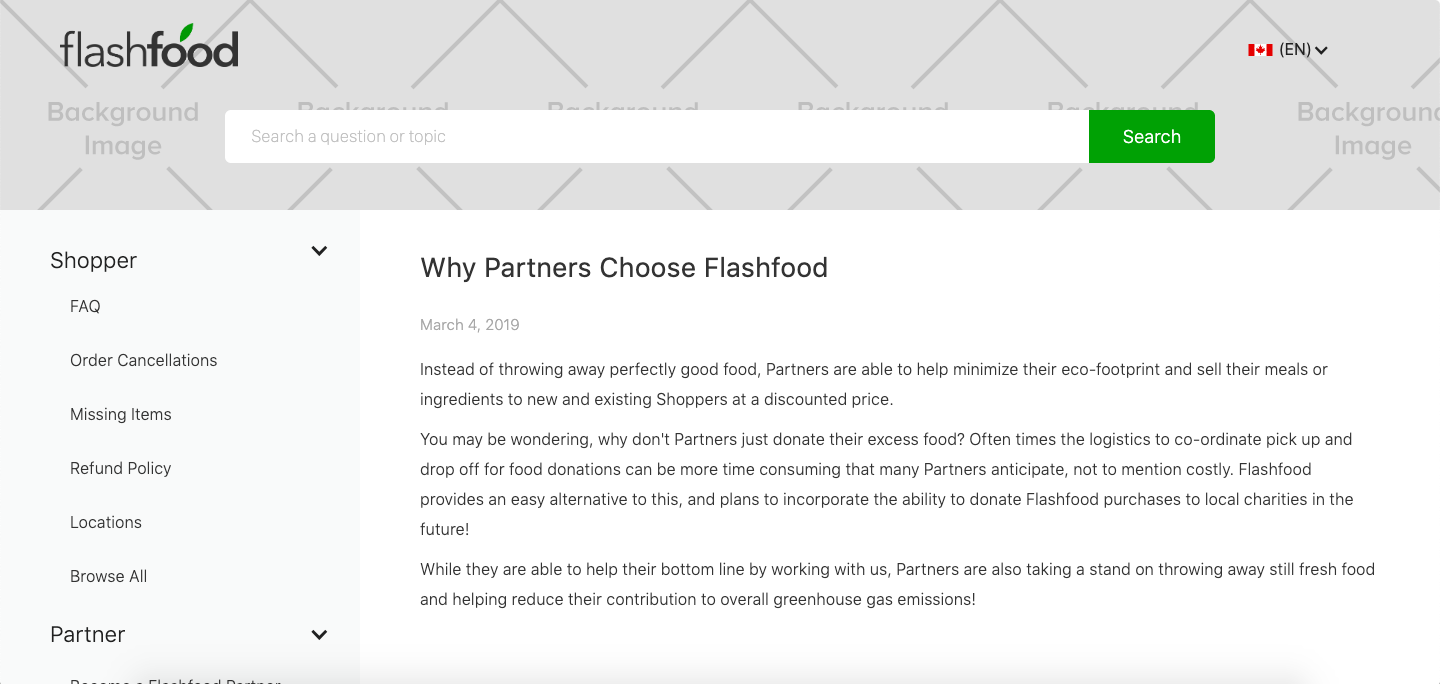 flashfood
(EN)
Background Background Background Background Background Background
Image Image
Search a question or topic
Search
Shopper
FAQ
Order Cancellations
Missing Items
Refund Policy
Locations
Browse All
Partner
Become a Flashfood Partner
Why Partners Choose Flashfood
March 4, 2019
Instead of throwing away perfectly good food, Partners are able to help minimize their eco-footprint and sell their meals or
ingredients to new and existing Shoppers at a discounted price.
You may be wondering, why don't Partners just donate their excess food? Often times the logistics to co-ordinate pick up and
drop off for food donations can be more time consuming that many Partners anticipate, not to mention costly. Flashfood
provides an easy alternative to this, and plans to incorporate the ability to donate Flashfood purchases to local charities in the
future!
While they are able to help their bottom line by working with us, Partners are also taking a stand on throwing away still fresh food
and helping reduce their contribution to overall greenhouse gas emissions!